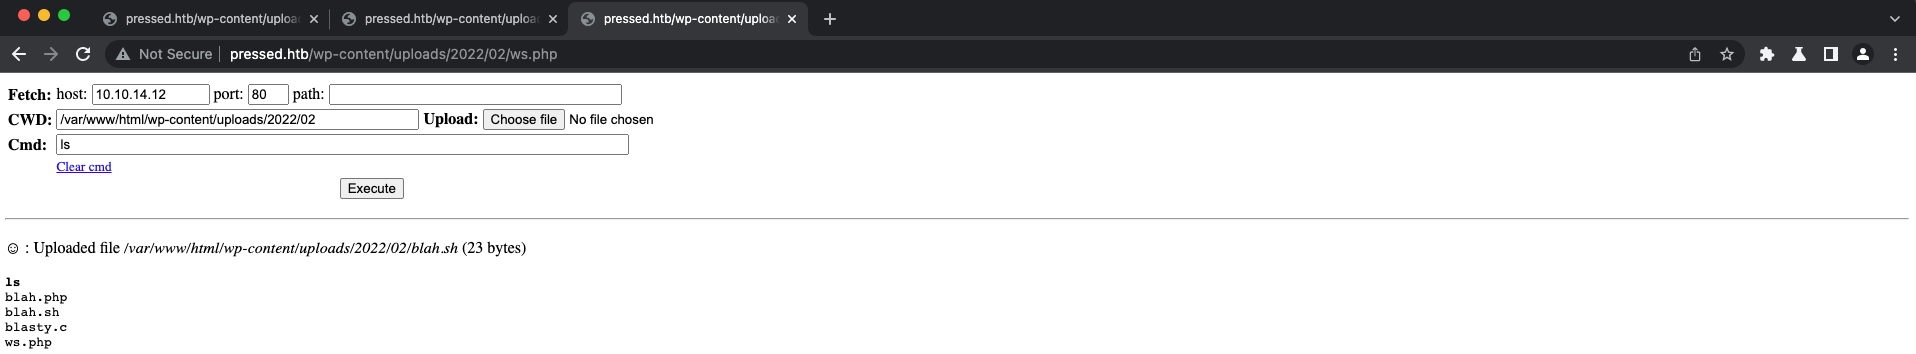 pressed.htb/wp-content/uploa
pressed.htb/wp-content/uploa
pressed.htb/wp-content/uploa
Not Secure pressed.htb/wp-content/uploads/2022/02/ws.php
Fetch: host: 10.10.14.12 port: 80 path:
CWD: /var/www/html/wp-content/uploads/2022/02 Upload: Choose file No file chosen
Cmd: ls
Clear cmd
Execute
☺ : Uploaded file /var/www/html/wp-content/uploads/2022/02/blah.sh (23 bytes)
ls
blah.php
blah.sh
blasty.c
ws.php